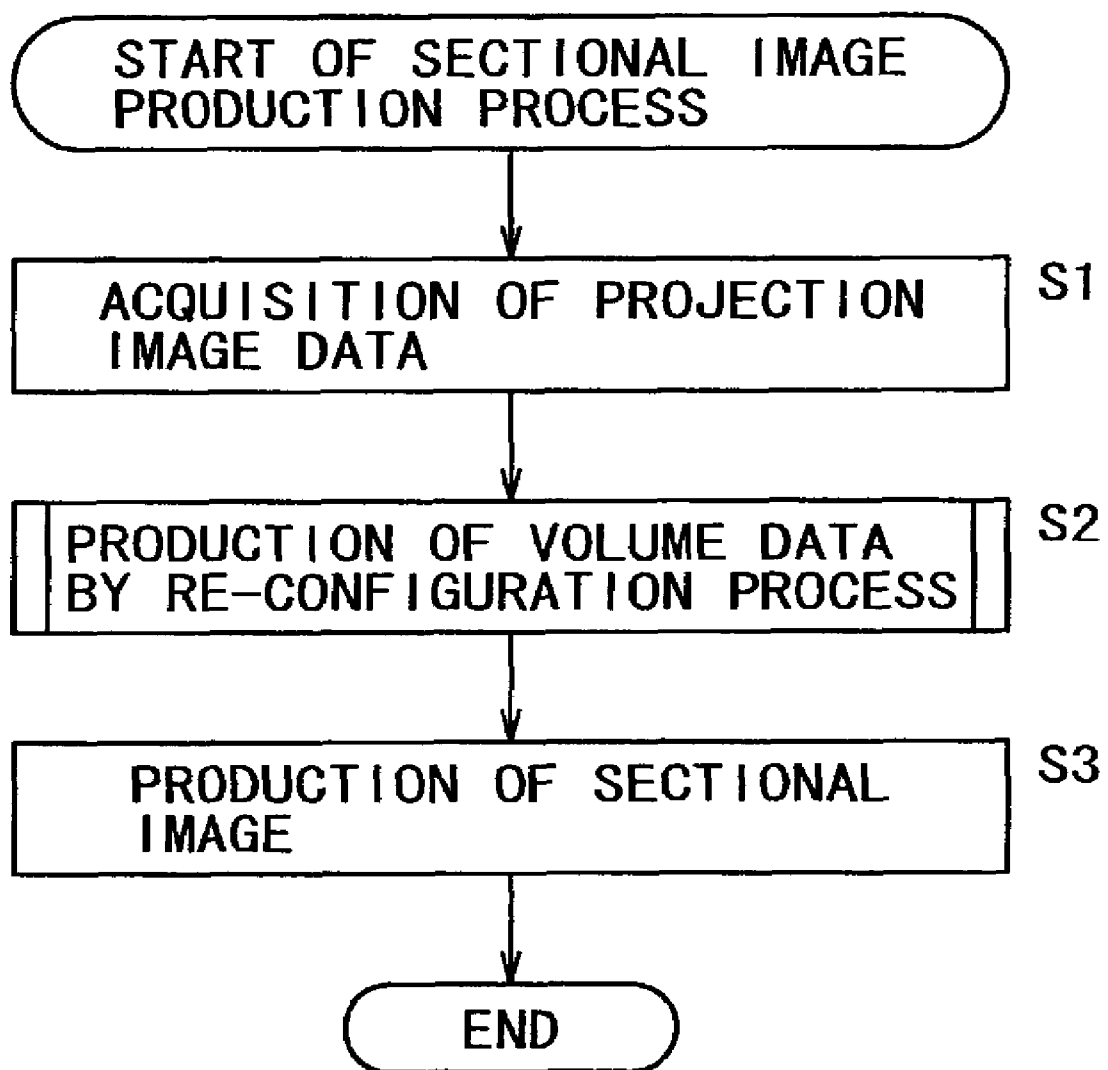 START OF SECTIONAL IMAGE
PRODUCTION PROCESS
S1
ACQUISITION OF PROJECTION
IMAGE DATA
S2
PRODUCTION OF VOLUME DATA
BY RE-CONFIGURATION PROCESS
S3
PRODUCTION OF SECTIONAL
IMAGE
END